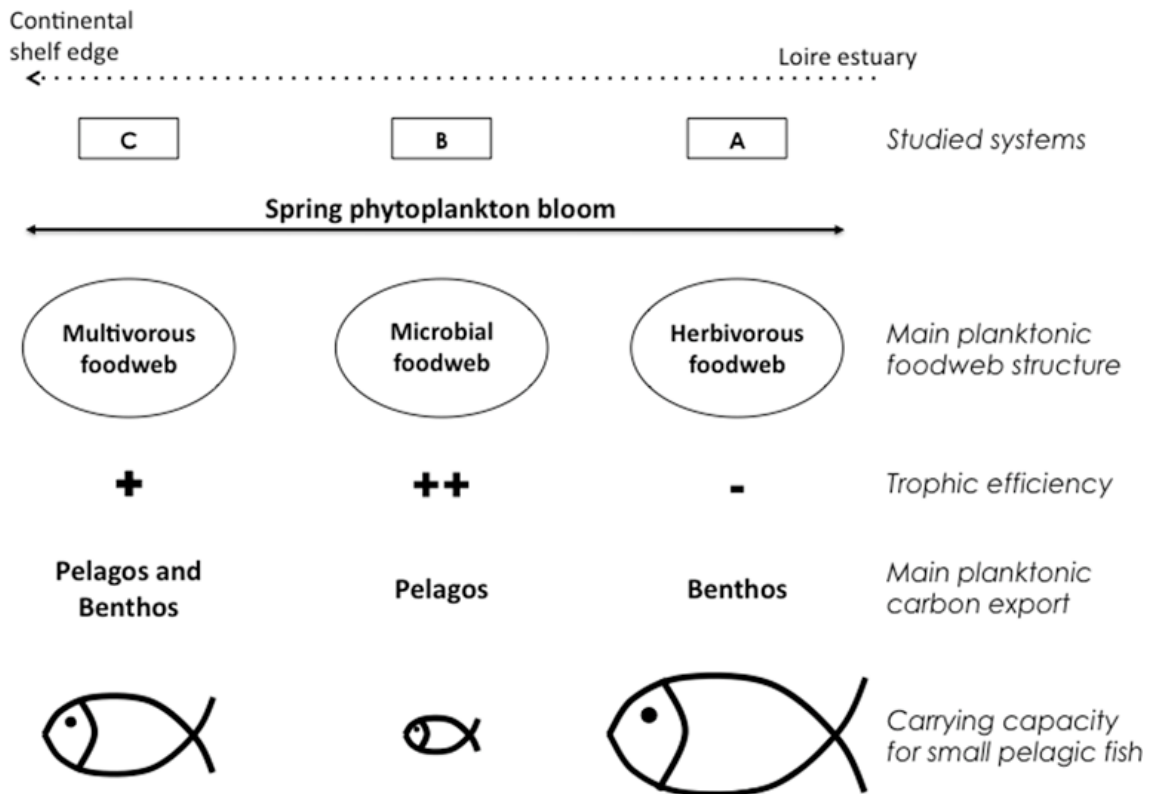 Continental
shelf edge
Loire estuary
C
B
A
Studied systems
Spring phytoplankton bloom
Multivorous
foodweb
Microbial
foodweb
Herbivorous
foodweb
Main planktonic
foodweb structure
+
++
-
Trophic efficiency
Pelagos and
Benthos
Pelagos
Benthos
Main planktonic
carbon export
Carrying capacity
for small pelagic fish